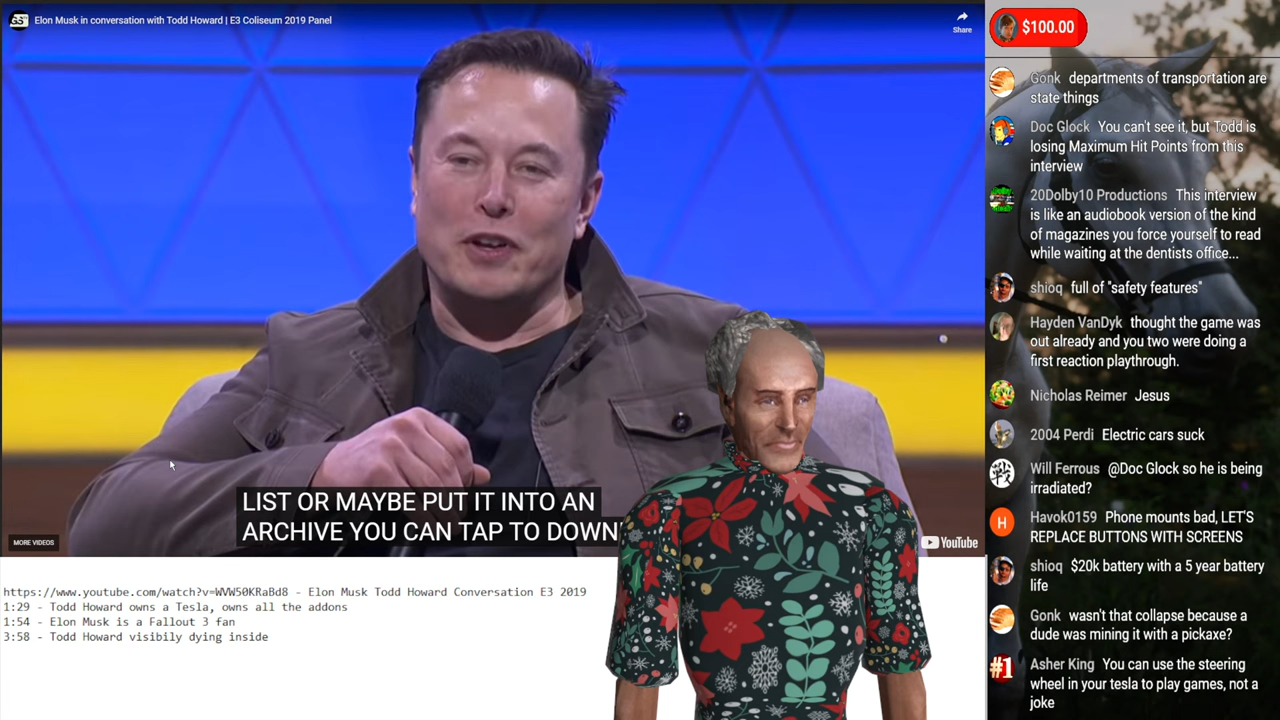 Elon Musk in conversation with Todd Howard | E3 Coliseum 2019 Panel
Share
LIST OR MAYBE PUT IT INTO AN
ARCHIVE YOU CAN TAP TO DOWN
MORE VIDEOS
YouTube
https://www.youtube.com/watch?v=WVW50KRaBd8 - Elon Musk Todd Howard Conversation E3 2019
1:29 - Todd Howard owns a Tesla, owns all the addons
1:54 - Elon Musk is a Fallout 3 fan
3:58 - Todd Howard visibily dying inside
$100.00
Gonk departments of transportation are
state things
Doc Glock You can't see it, but Todd is
losing Maximum Hit Points from this
interview
20Dolby10 Productions This interview
is like an audiobook version of the kind
of magazines you force yourself to read
while waiting at the dentists office...
shioq full of "safety features"
Hayden VanDyk thought the game was
out already and you two were doing a
first reaction playthrough.
Nicholas Reimer Jesus
2004 Perdi Electric cars suck
Will Ferrous @Doc Glock so he is being
irradiated?
H
Havok0159 Phone mounts bad, LET'S
REPLACE BUTTONS WITH SCREENS
shioq $20k battery with a 5 year battery
life
Gonk wasn't that collapse because a
dude was mining it with a pickaxe?
#1
Asher King You can use the steering
wheel in your tesla to play games, not a
joke